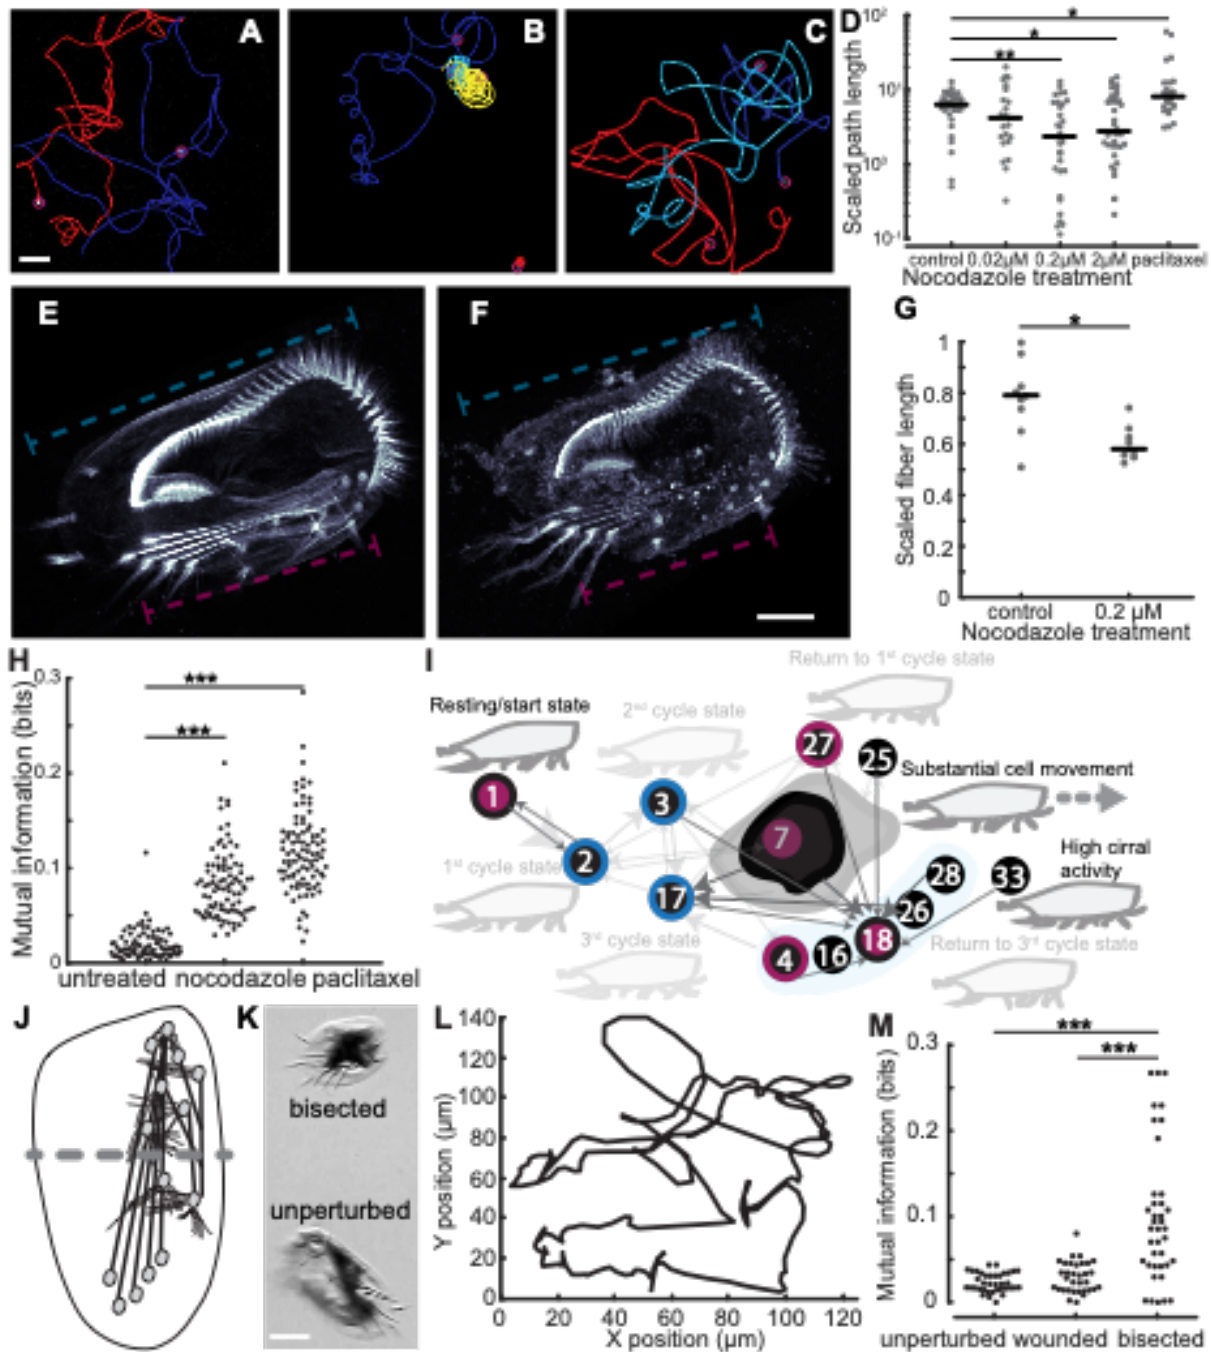 A
B
C
D
10²
10¹
10⁰
10⁻¹
Scaled path length
*
*
**
control 0.02µM 0.2µM 2µM paclitaxel
Nocodazole treatment
E
F
G
*
1
0.8
0.6
0.4
0.2
0
Scaled fiber length
control 0.2 µM
Nocodazole treatment
H
0.3
0.2
0.1
0
Mutual information (bits)
***
***
untreated nocodazole paclitaxel
I
Return to 1st cycle state
Resting/start state
2nd cycle state
27
25
Substantial cell movement
1
3
7
High cirral
activity
2
1st cycle state
17
28
33
26
3rd cycle state
18
Return to 3rd cycle state
4
16
J
K
bisected
unperturbed
L
140
120
100
80
60
40
20
0
Y position (µm)
0 20 40 60 80 100 120
X position (µm)
M
***
***
0.3
0.2
0.1
0
Mutual information (bits)
unperturbed wounded bisected